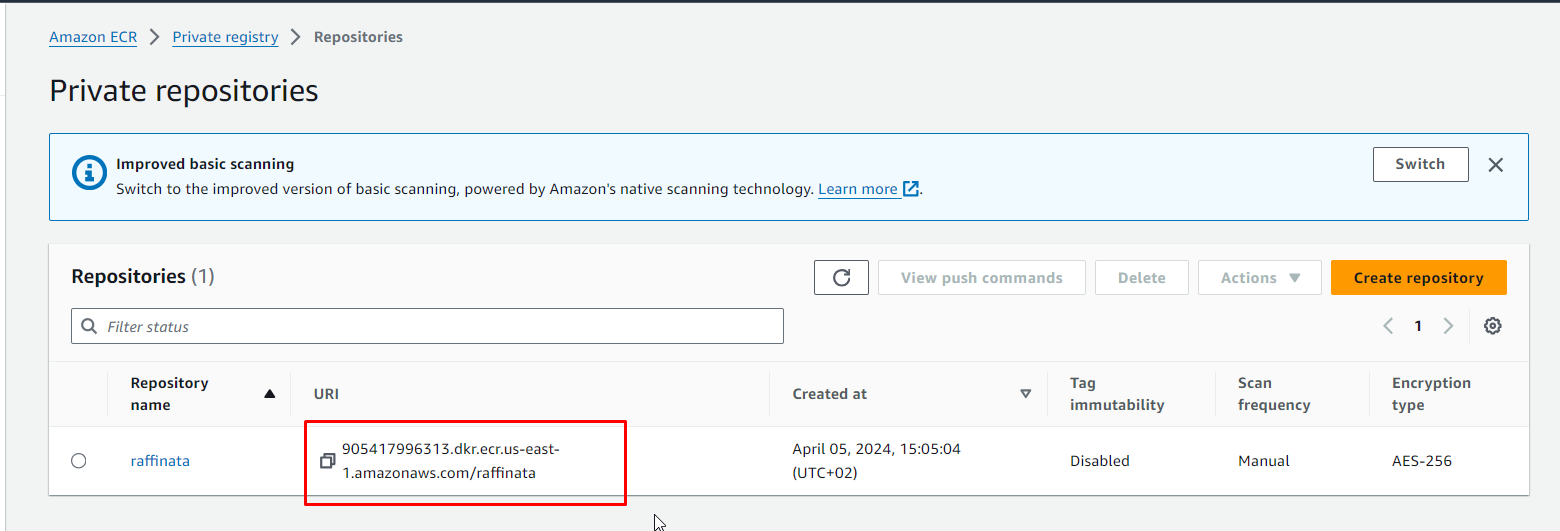 Amazon ECR > Private registry > Repositories
Private repositories
Improved basic scanning
Switch to the improved version of basic scanning, powered by Amazon's native scanning technology. Learn more.
Switch
Repositories (1)
View push commands
Delete
Actions
Create repository
Filter status
1
Repository
name
URI
Created at
Tag
immutability
Scan
frequency
Encryption
type
raffinata
905417996313.dkr.ecr.us-east-
1.amazonaws.com/raffinata
April 05, 2024, 15:05:04
(UTC+02)
Disabled
Manual
AES-256